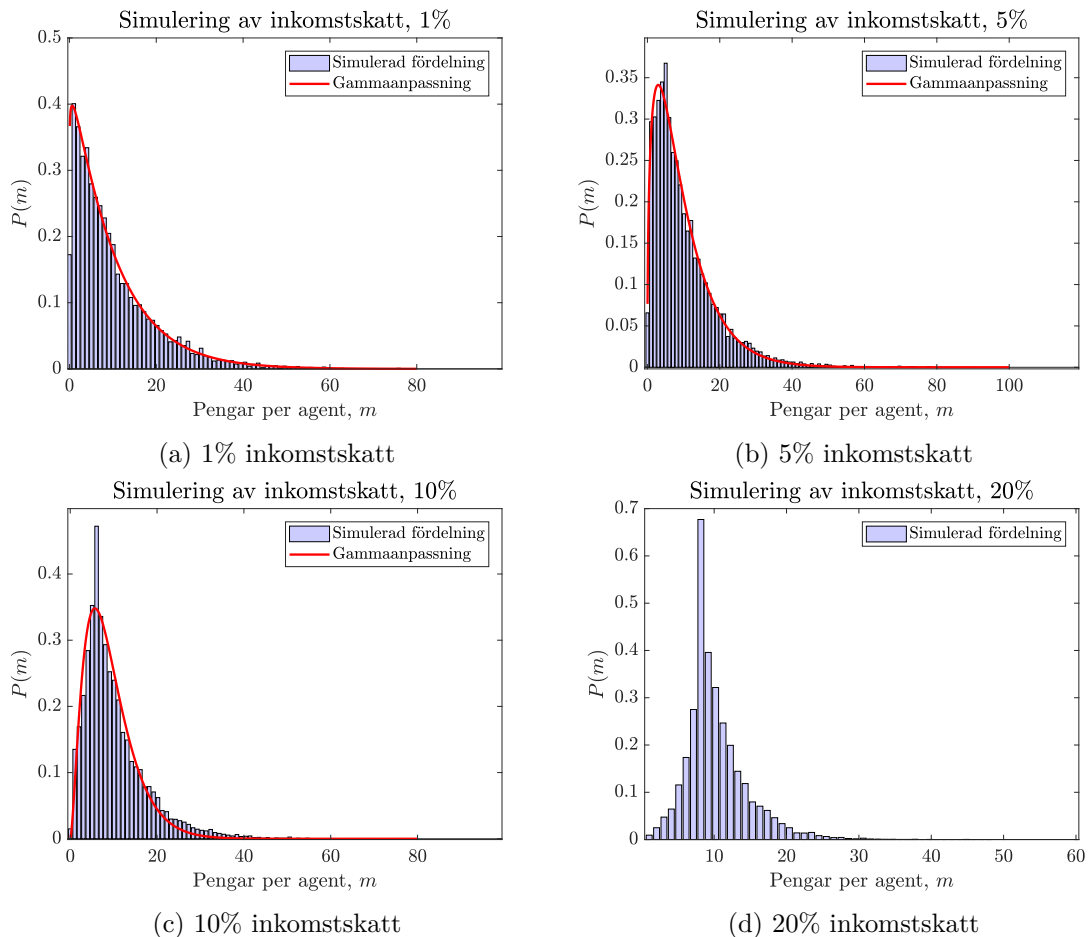 Simulering av inkomstskatt, 1%
0.5
0.4
0.3
0.2
0.1
0
P(m)
Simulerad fördelning
Gammaanpassning
0 20 40 60 80
Pengar per agent, m
(a) 1% inkomstskatt
Simulering av inkomstskatt, 5%
0.35
0.3
0.25
0.2
0.15
0.1
0.05
0
P(m)
Simulerad fördelning
Gammaanpassning
0 20 40 60 80 100
Pengar per agent, m
(b) 5% inkomstskatt
Simulering av inkomstskatt, 10%
0.4
0.3
0.2
0.1
0
P(m)
Simulerad fördelning
Gammaanpassning
0 20 40 60 80
Pengar per agent, m
(c) 10% inkomstskatt
Simulering av inkomstskatt, 20%
0.7
0.6
0.5
0.4
0.3
0.2
0.1
0
P(m)
Simulerad fördelning
10 20 30 40 50 60
Pengar per agent, m
(d) 20% inkomstskatt